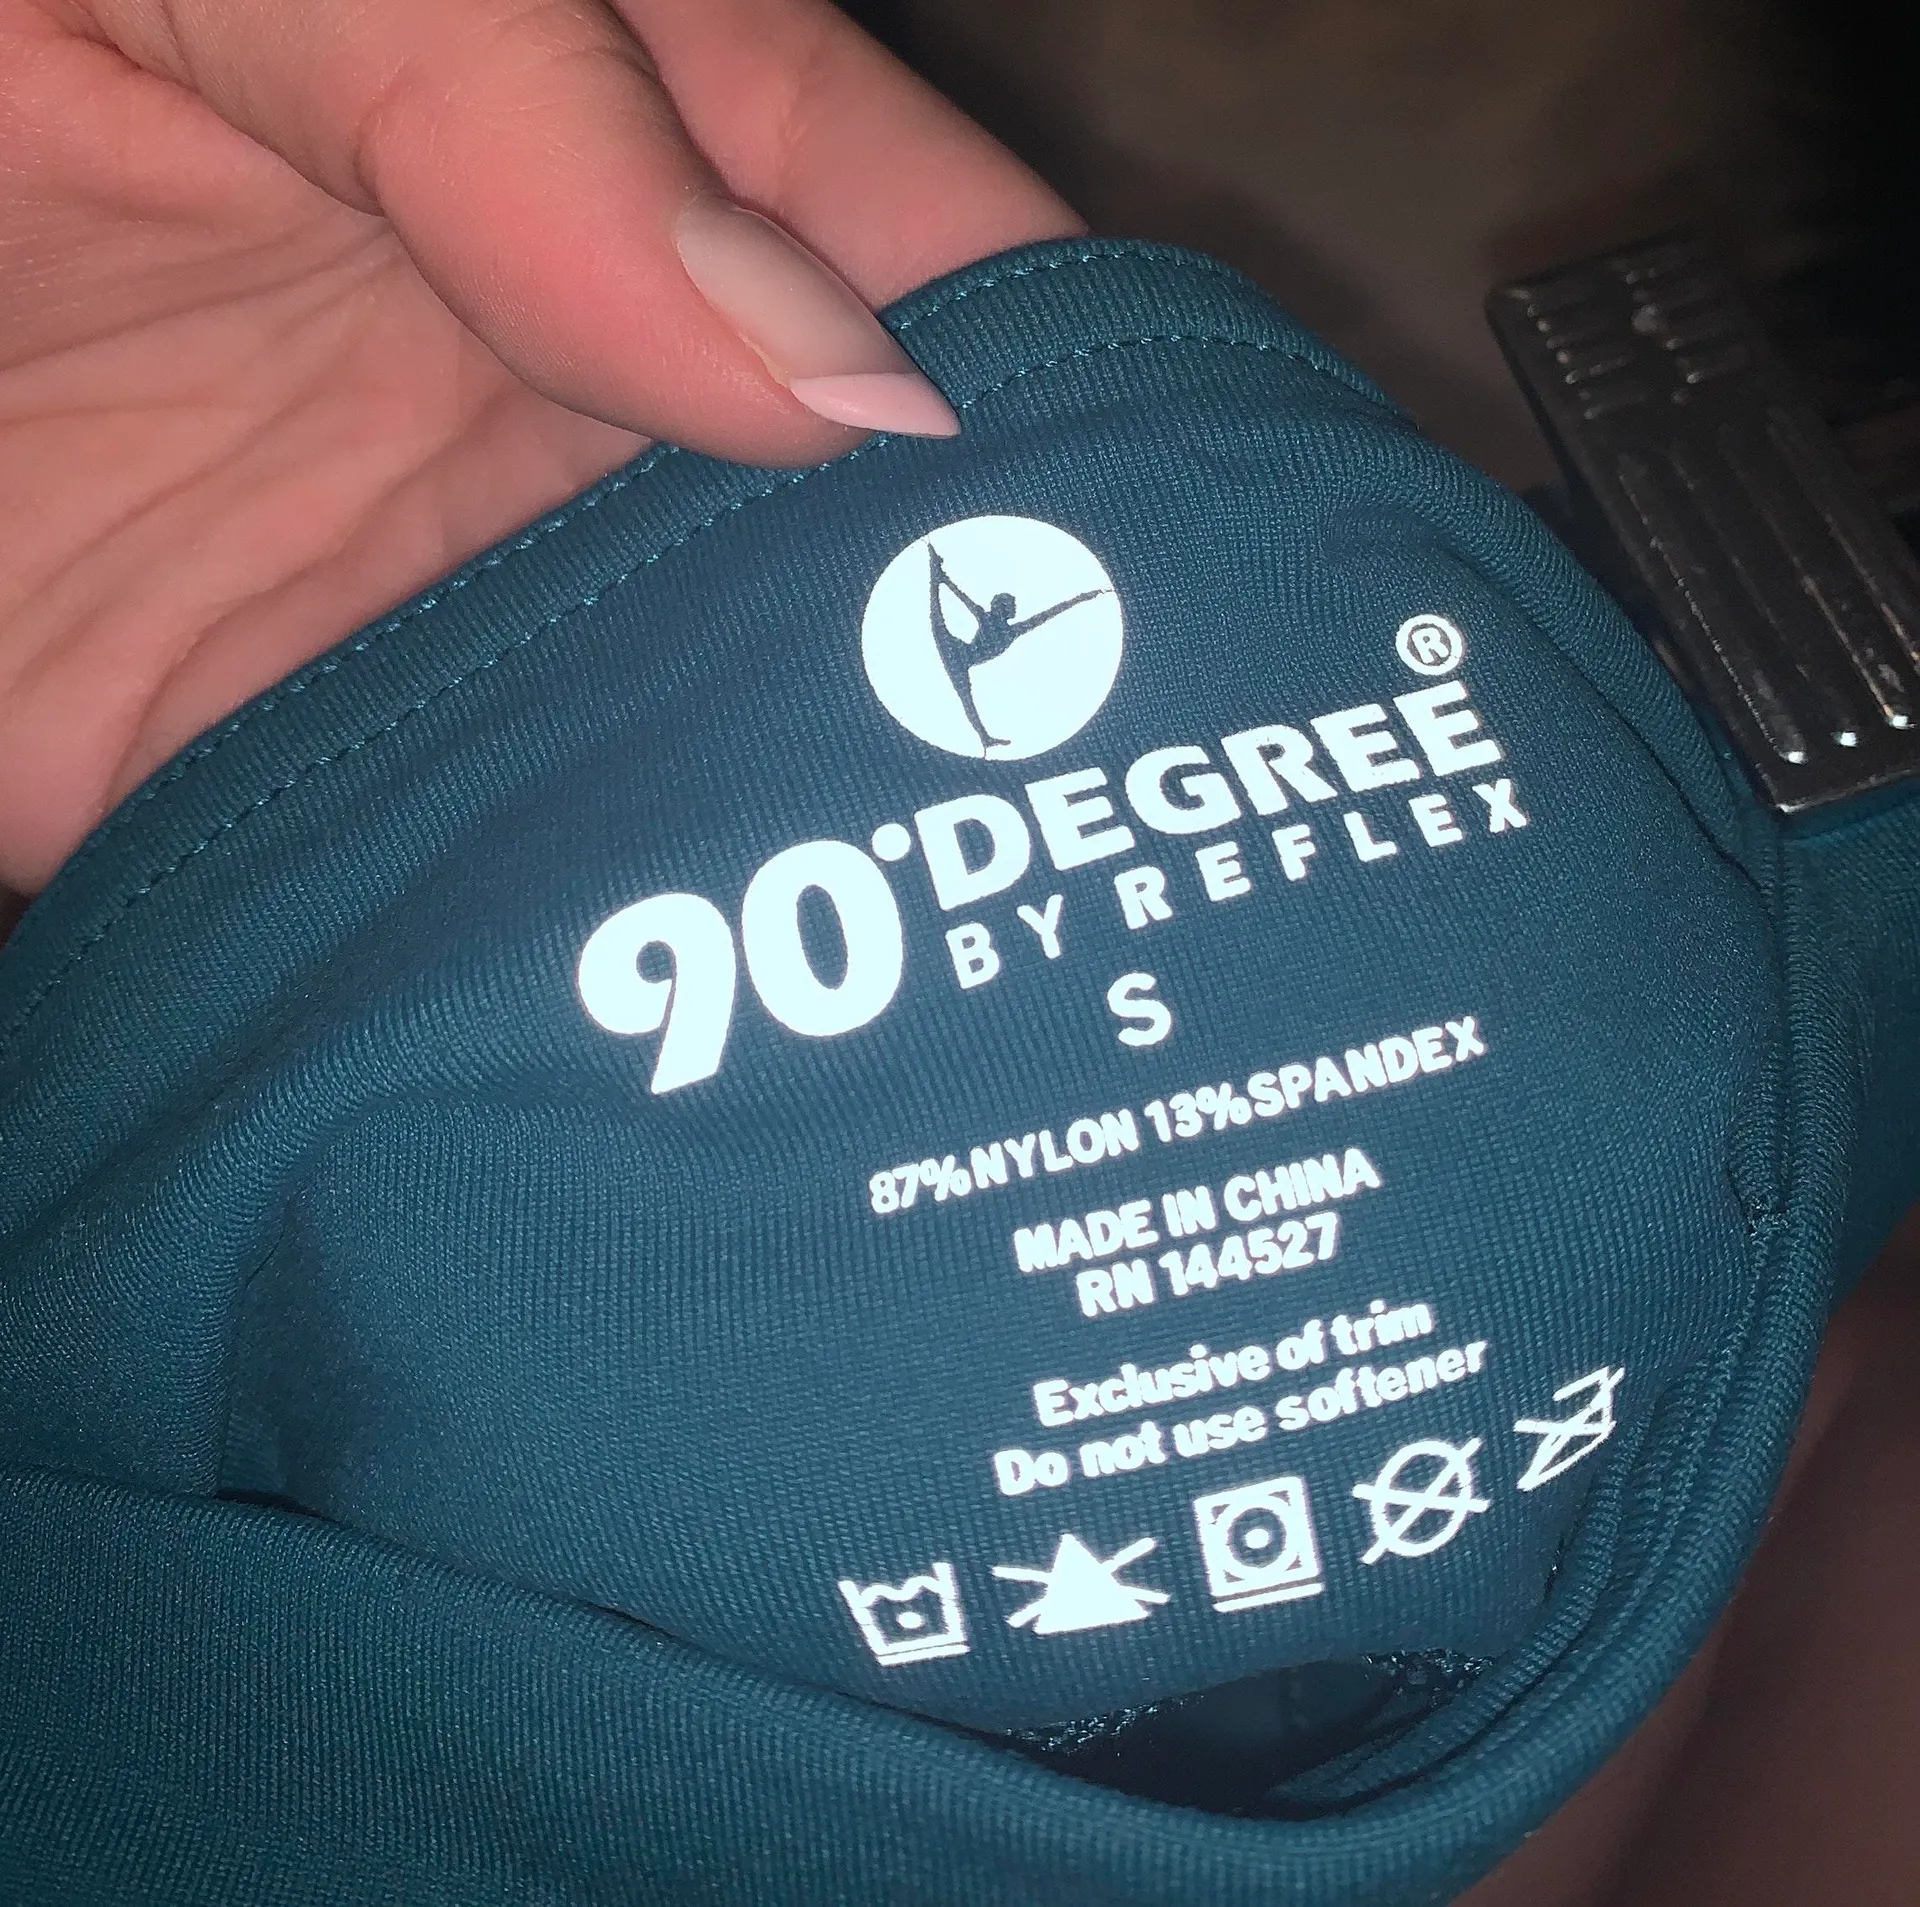 90°DEGREE®
BY REFLEX
S
87%NYLON 13%SPANDEX
MADE IN CHINA
RN 144527
Exclusive of trim
Do not use softener